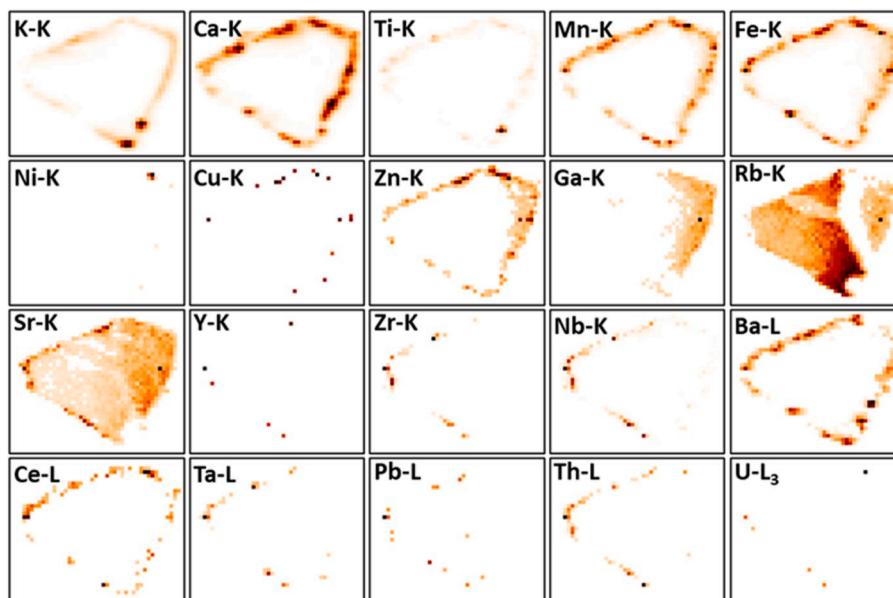 K-K Ca-K Ti-K Mn-K Fe-K
Ni-K Cu-K Zn-K Ga-K Rb-K
Sr-K Y-K Zr-K Nb-K Ba-L
Ce-L Ta-L Pb-L Th-L U-L₃